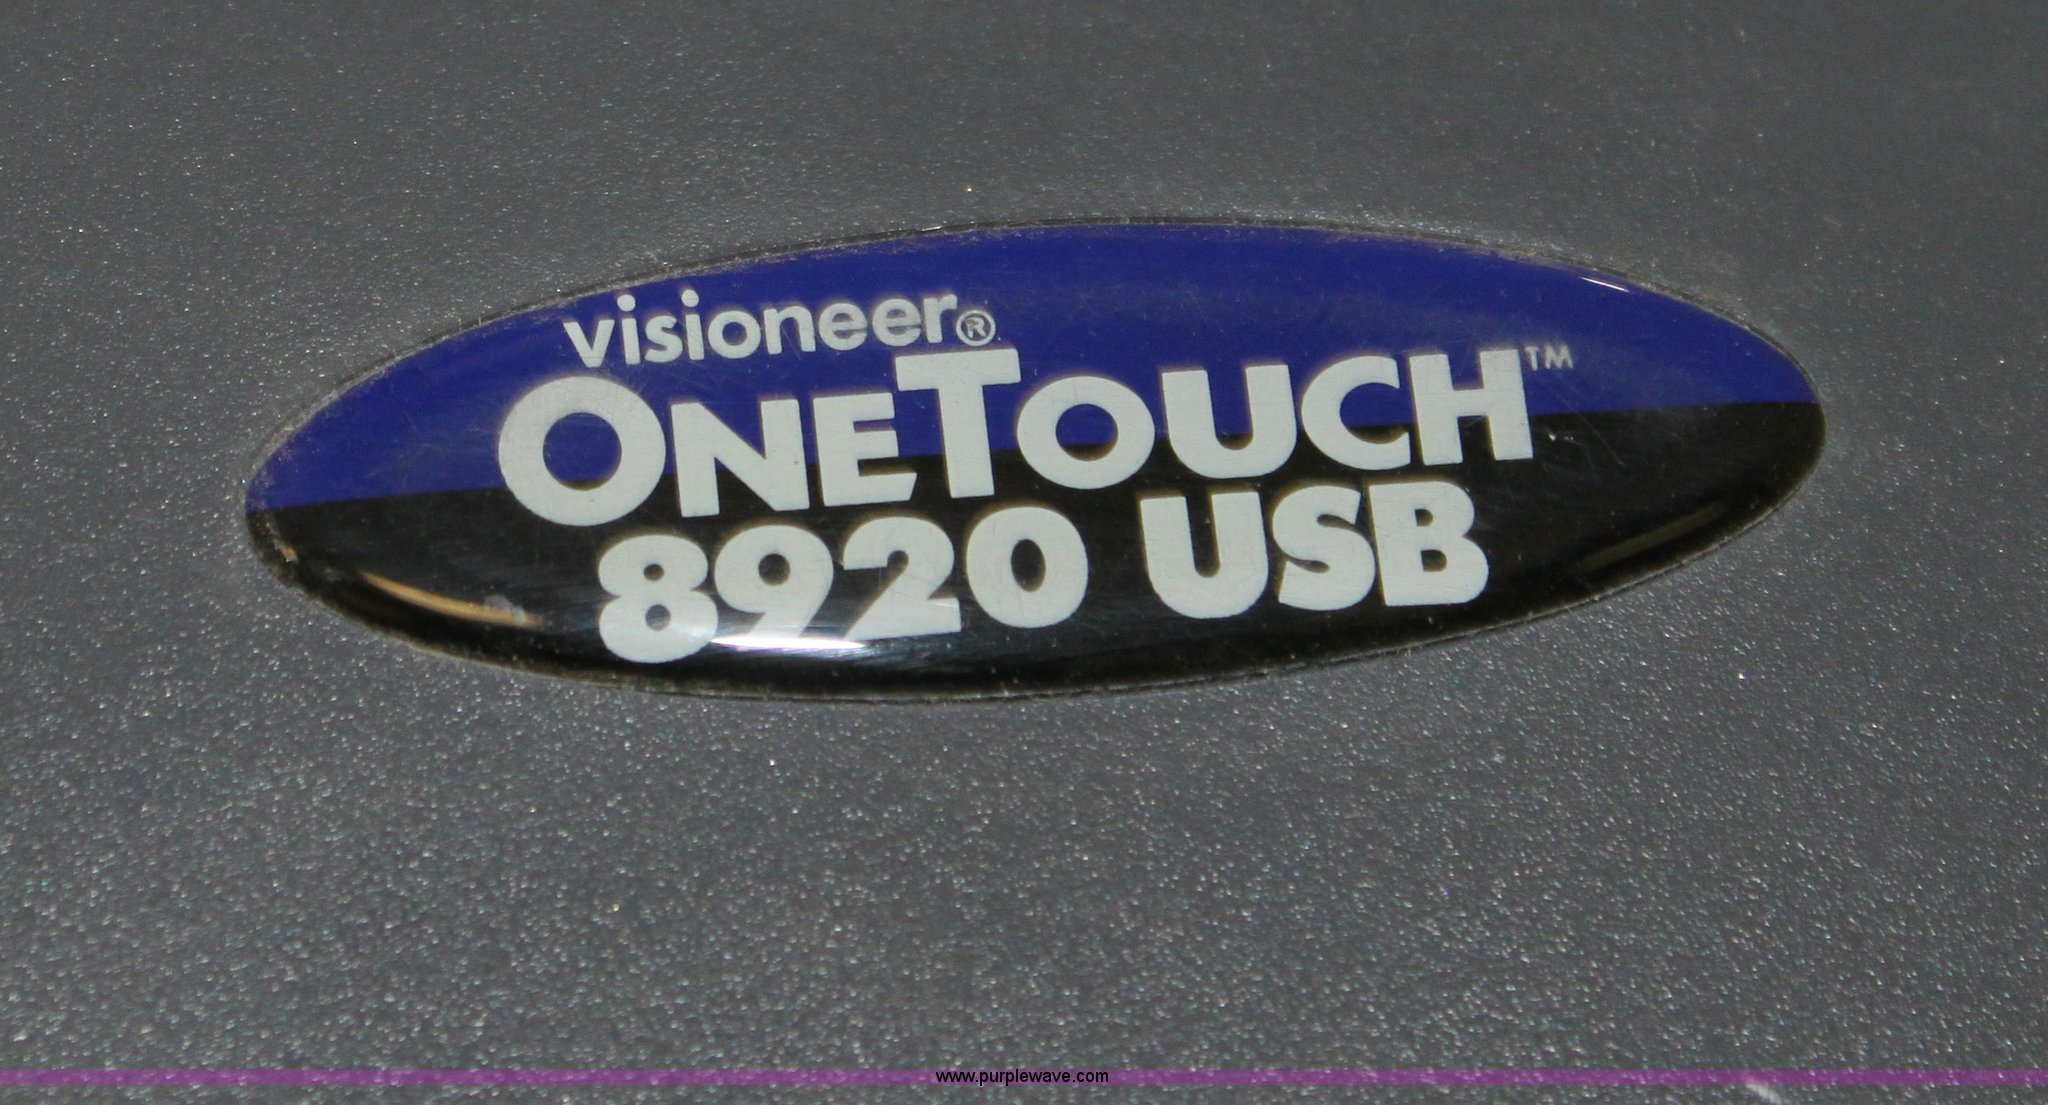 visioneer®
ONETOUCH™
8920 USB
www.purplewave.com